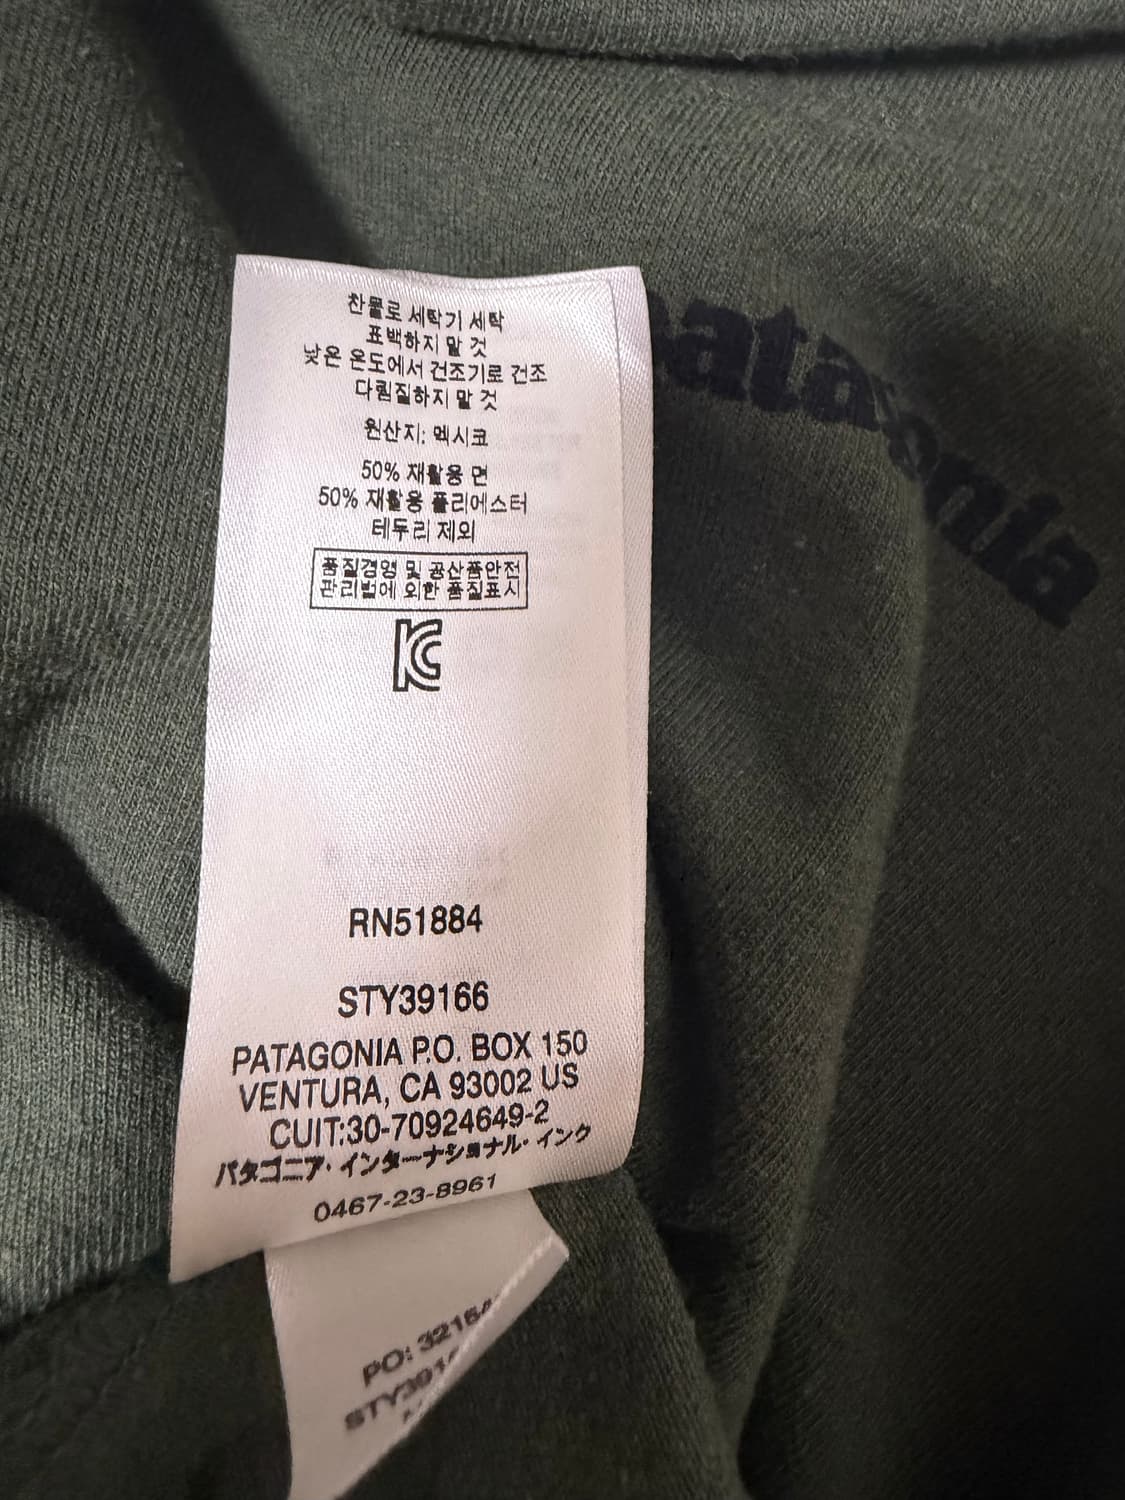 찬물로 세탁기 세탁
표백하지 말 것
낮은 온도에서 건조기로 건조
다림질하지 말 것
원산지: 멕시코
50% 재활용 면
50% 재활용 폴리에스터
테두리 제외
품질경영 및 공산품안전
관리법에 의한 품질표시
KC
RN51884
STY39166
PATAGONIA P.O. BOX 150
VENTURA, CA 93002 US
CUIT:30-70924649-2
パタゴニア・インターナショナル・インク
0467-23-8961
PO:
patagonia